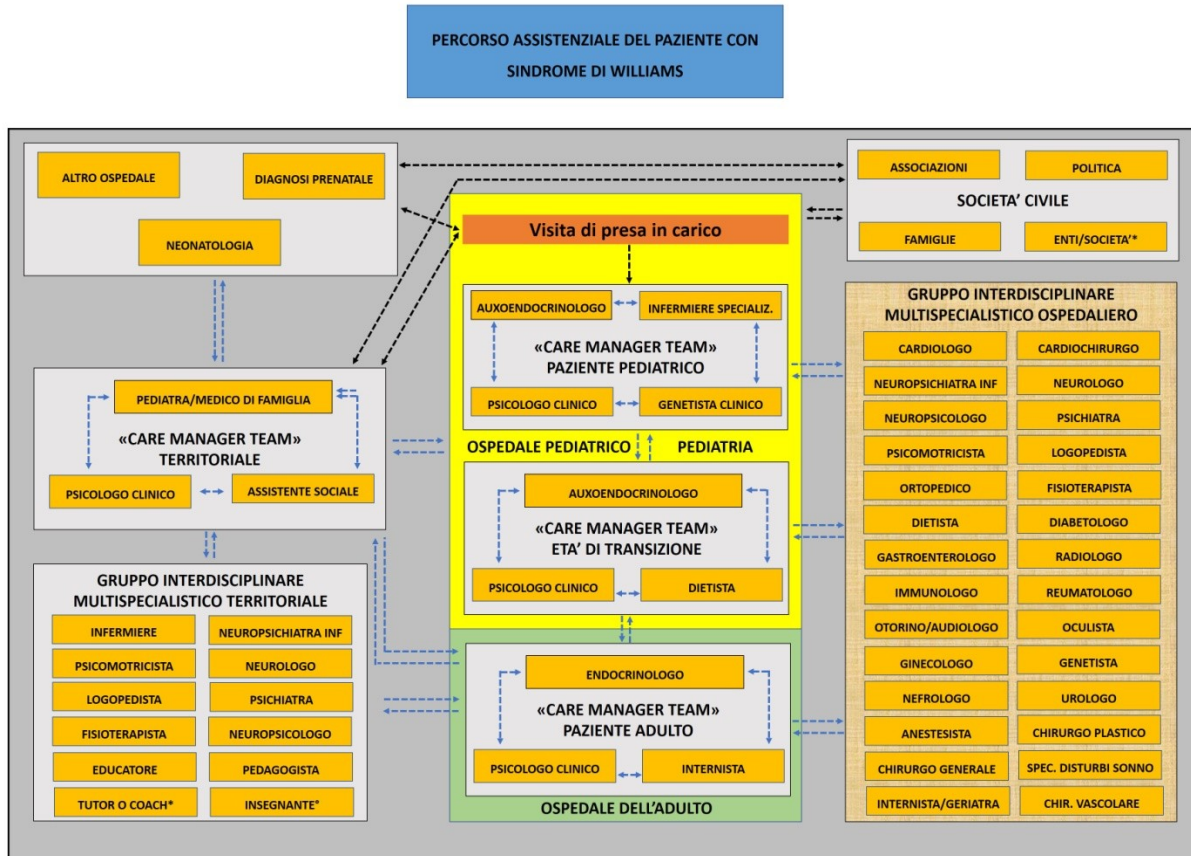 PERCORSO ASSISTENZIALE DEL PAZIENTE CON
SINDROME DI WILLIAMS
ALTRO OSPEDALE
DIAGNOSI PRENATALE
NEONATOLOGIA
ASSOCIAZIONI
POLITICA
SOCIETA’ CIVILE
FAMIGLIE
ENTI/SOCIETA’*
Visita di presa in carico
AUXOENDOCRINOLOGO
INFERMIERE SPECIALIZ.
«CARE MANAGER TEAM»
PAZIENTE PEDIATRICO
PSICOLOGO CLINICO
GENETISTA CLINICO
OSPEDALE PEDIATRICO
PEDIATRIA
AUXOENDOCRINOLOGO
«CARE MANAGER TEAM»
ETA’ DI TRANSIZIONE
PSICOLOGO CLINICO
DIETISTA
ENDOCRINOLOGO
«CARE MANAGER TEAM»
PAZIENTE ADULTO
PSICOLOGO CLINICO
INTERNISTA
OSPEDALE DELL’ADULTO
PEDIATRA/MEDICO DI FAMIGLIA
«CARE MANAGER TEAM»
TERRITORIALE
PSICOLOGO CLINICO
ASSISTENTE SOCIALE
GRUPPO INTERDISCIPLINARE
MULTISPECIALISTICO TERRITORIALE
INFERMIERE
NEUROPSICHIATRA INF
PSICOMOTRICISTA
NEUROLOGO
LOGOPEDISTA
PSICHIATRA
FISIOTERAPISTA
NEUROPSICOLOGO
EDUCATORE
PEDAGOGISTA
TUTOR O COACH*
INSEGNANTE°
GRUPPO INTERDISCIPLINARE
MULTISPECIALISTICO OSPEDALIERO
CARDIOLOGO
CARDIOCHIRURGO
NEUROPSICHIATRA INF
NEUROLOGO
NEUROPSICOLOGO
PSICHIATRA
PSICOMOTRICISTA
LOGOPEDISTA
ORTOPEDICO
FISIOTERAPISTA
DIETISTA
DIABETOLOGO
GASTROENTEROLOGO
RADIOLOGO
IMMUNOLOGO
REUMATOLOGO
OTORINO/AUDIOLOGO
OCULISTA
GINECOLOGO
GENETISTA
NEFROLOGO
UROLOGO
ANESTESISTA
CHIRURGO PLASTICO
CHIRURGO GENERALE
SPEC. DISTURBI SONNO
INTERNISTA/GERIATRA
CHIR. VASCOLARE